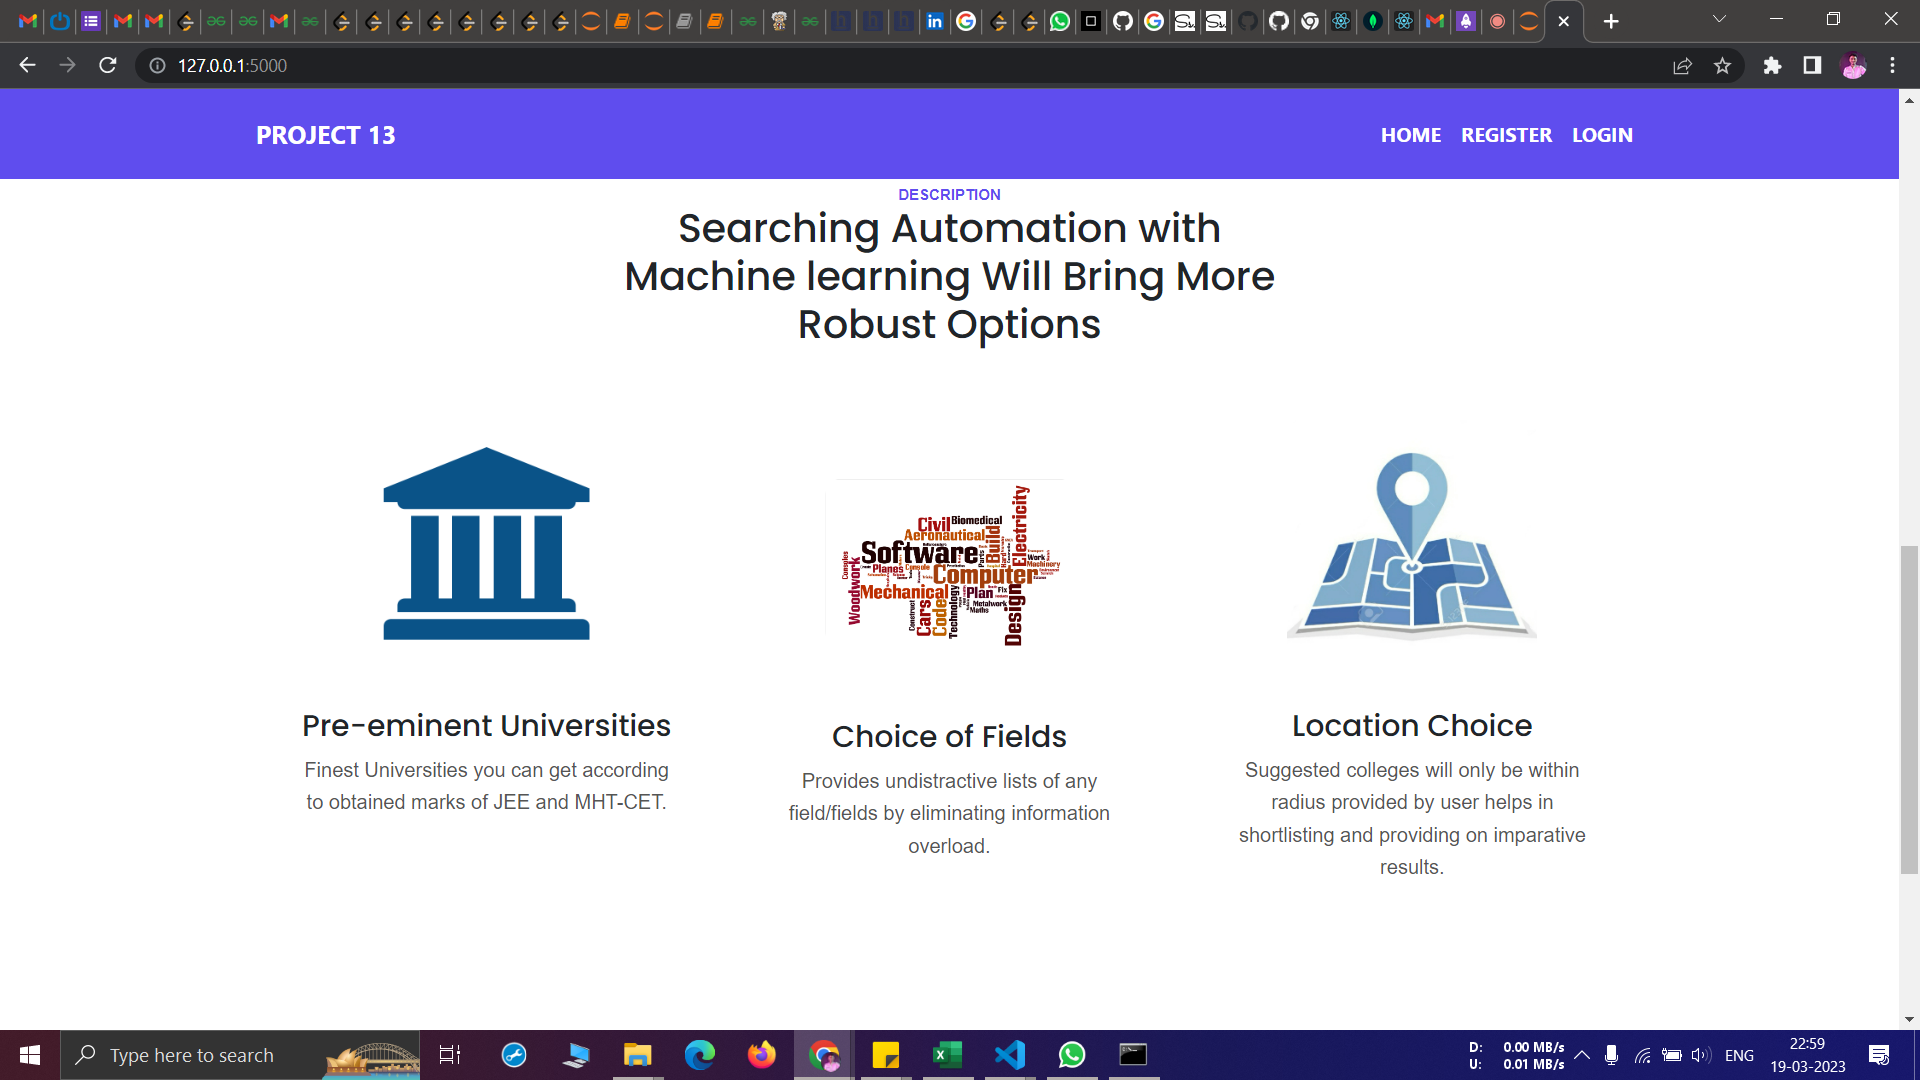 127.0.0.1:5000
PROJECT 13
HOME REGISTER LOGIN
DESCRIPTION
Searching Automation with
Machine learning Will Bring More
Robust Options
Civil Biomedical
Aeronautical
Software
Build
Electricity
Work
Planes Console
Machinery
Computer
Woodwork
Mechanical
Plan Fix
Metalwork
Maths
Construct
Cars
Code
Technology
Design
Pre-eminent Universities
Finest Universities you can get according
to obtained marks of JEE and MHT-CET.
Choice of Fields
Provides undistractive lists of any
field/fields by eliminating information
overload.
Location Choice
Suggested colleges will only be within
radius provided by user helps in
shortlisting and providing on imparative
results.
Type here to search
D: 0.00 MB/s
U: 0.01 MB/s
ENG
22:59
19-03-2023